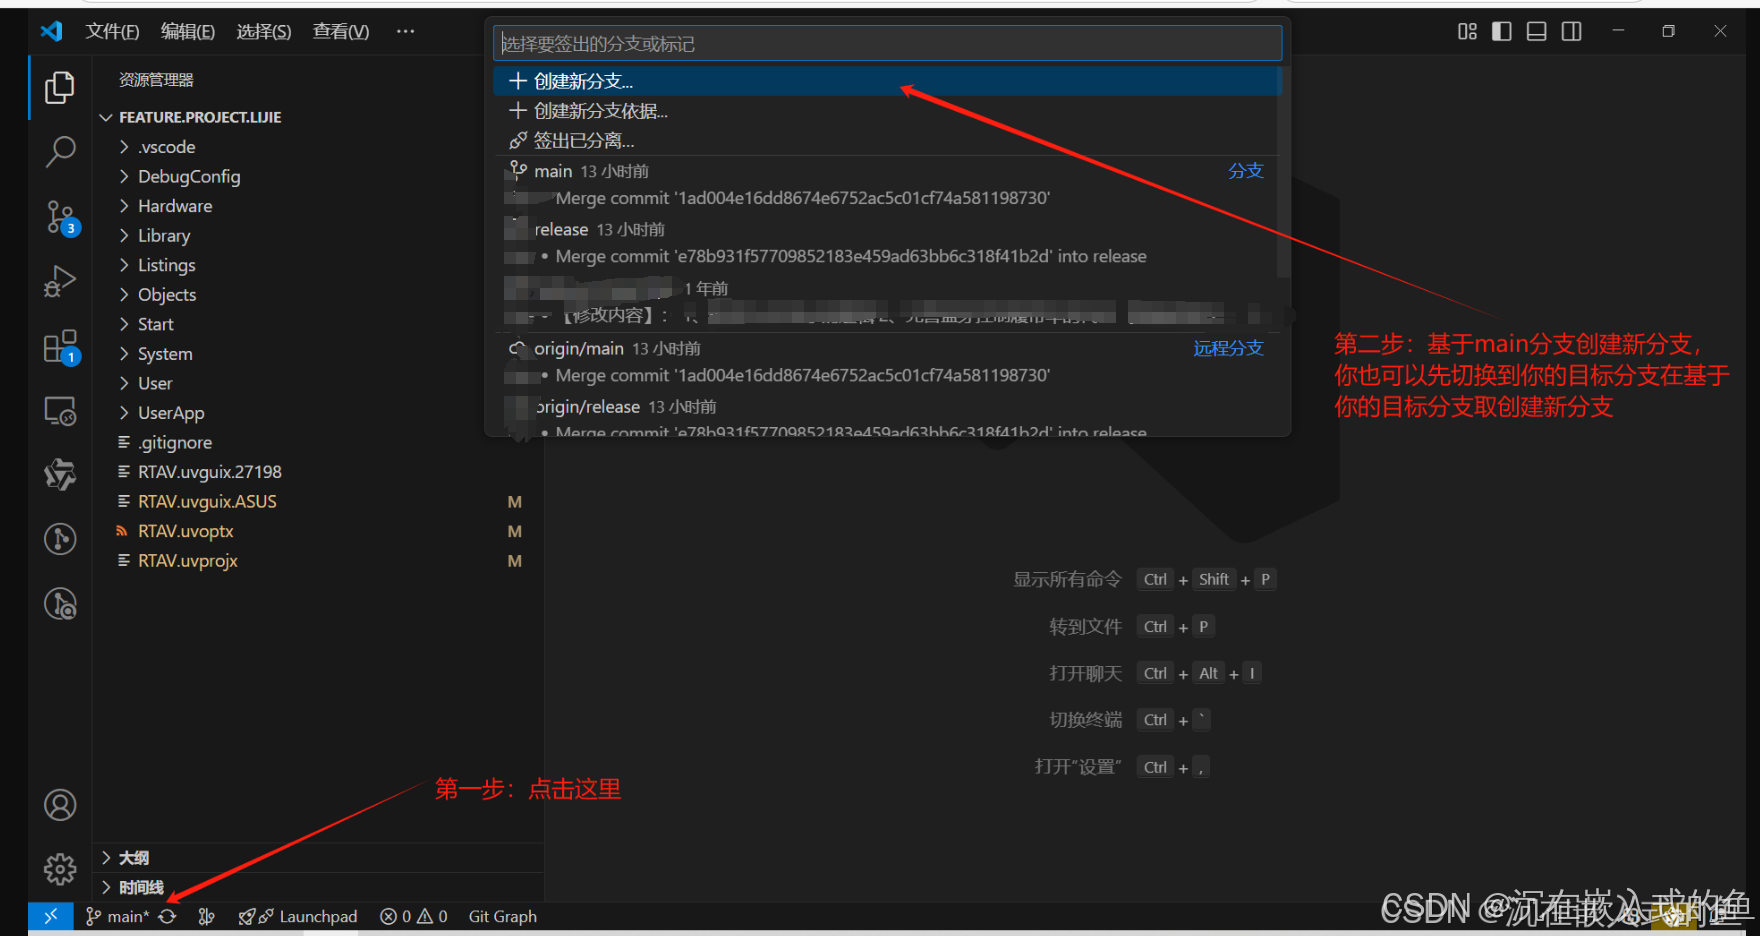 文件(F) 编辑(E) 选择(S) 查看(V) ···
选择要签出的分支或标记
创建新分支...
创建新分支依据...
签出已分离...
main 13 小时前 分支
Merge commit '1ad004e16dd8674e6752ac5c01cf74a581198730'
release 13 小时前
• Merge commit 'e78b931f57709852183e459ad63bb6c318f41b2d' into release
1 年前
【修改内容】：
origin/main 13 小时前 远程分支
• Merge commit '1ad004e16dd8674e6752ac5c01cf74a581198730'
origin/release 13 小时前
• Merge commit 'e78b931f57709852183e459ad63bb6c318f41b2d' into release
资源管理器
FEATURE.PROJECT.LIJIE
.vscode
DebugConfig
Hardware
Library
Listings
Objects
Start
System
User
UserApp
.gitignore
RTAV.uvguix.27198
RTAV.uvguix.ASUS M
RTAV.uvoptx M
RTAV.uvprojx M
3
1
第二步：基于main分支创建新分支，
你也可以先切换到你的目标分支在基于
你的目标分支取创建新分支
显示所有命令 Ctrl + Shift + P
转到文件 Ctrl + P
打开聊天 Ctrl + Alt + I
切换终端 Ctrl + `
打开“设置” Ctrl + ,
第一步：点击这里
大纲
时间线
main* Launchpad 0 0 Git Graph
CSDN @沉在嵌入式的鱼